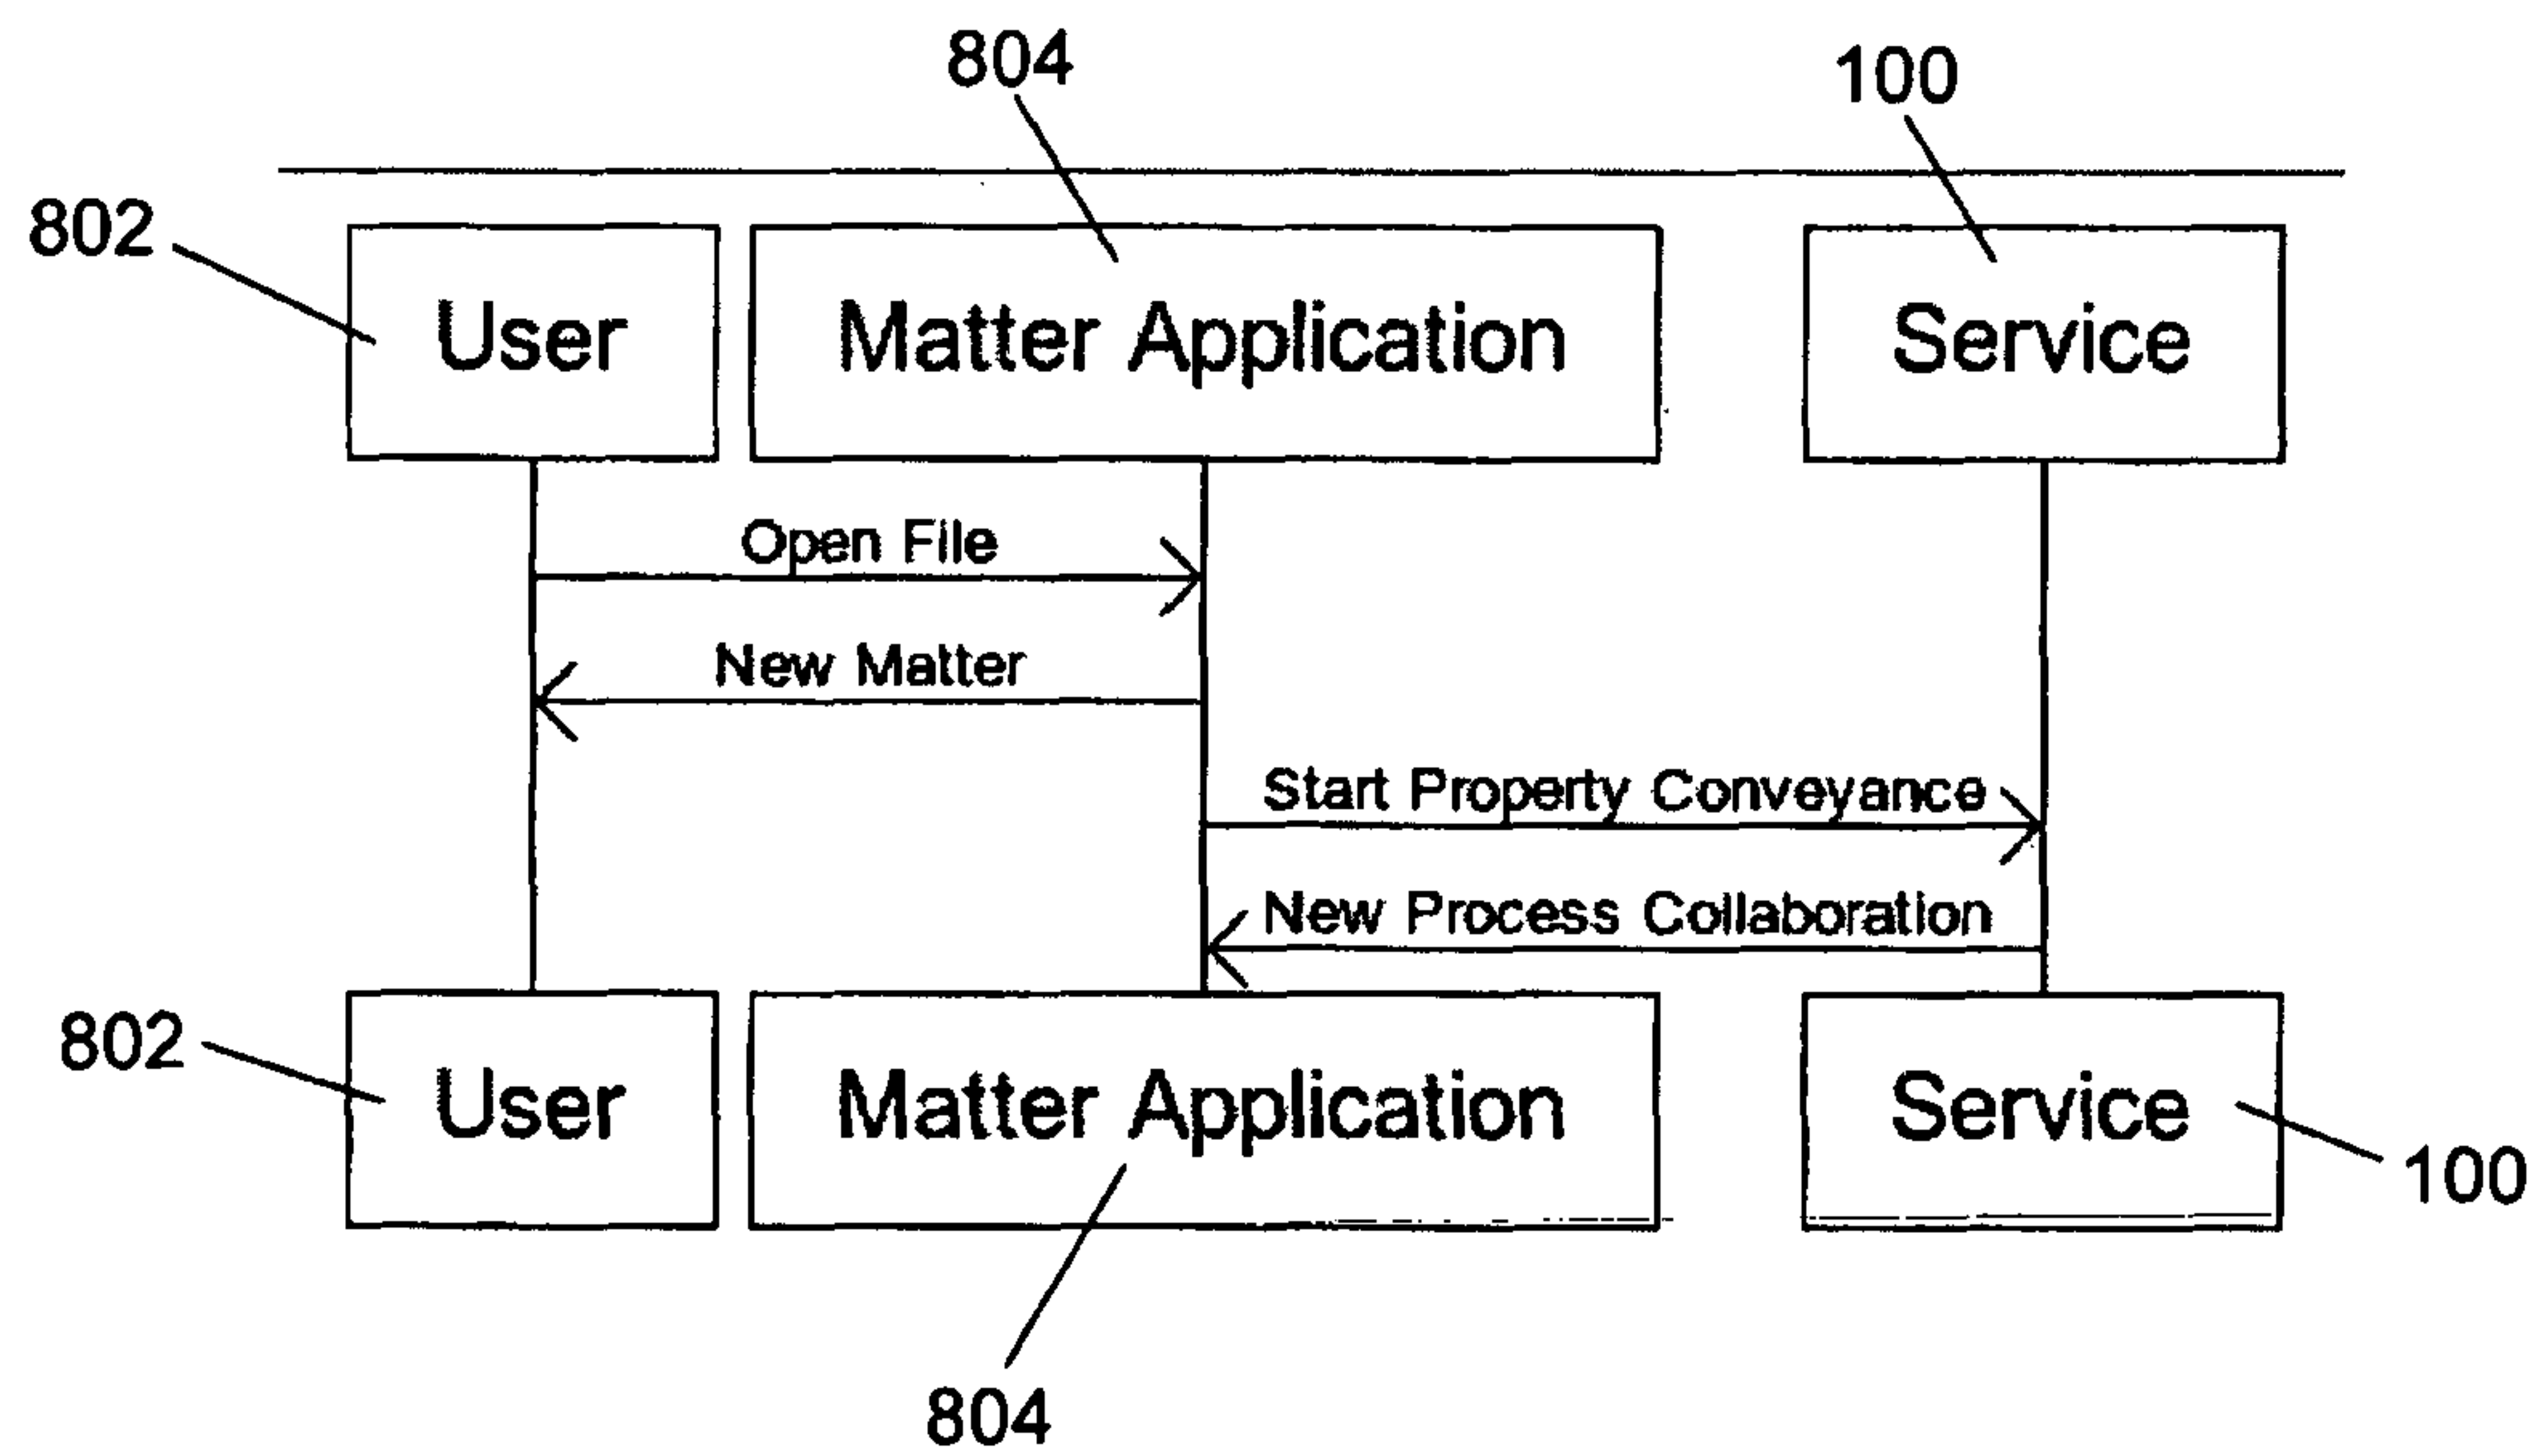 804
100
802
User
Matter Application
Service
Open File
New Matter
Start Property Conveyance
New Process Collaboration
802
User
Matter Application
Service
100
804